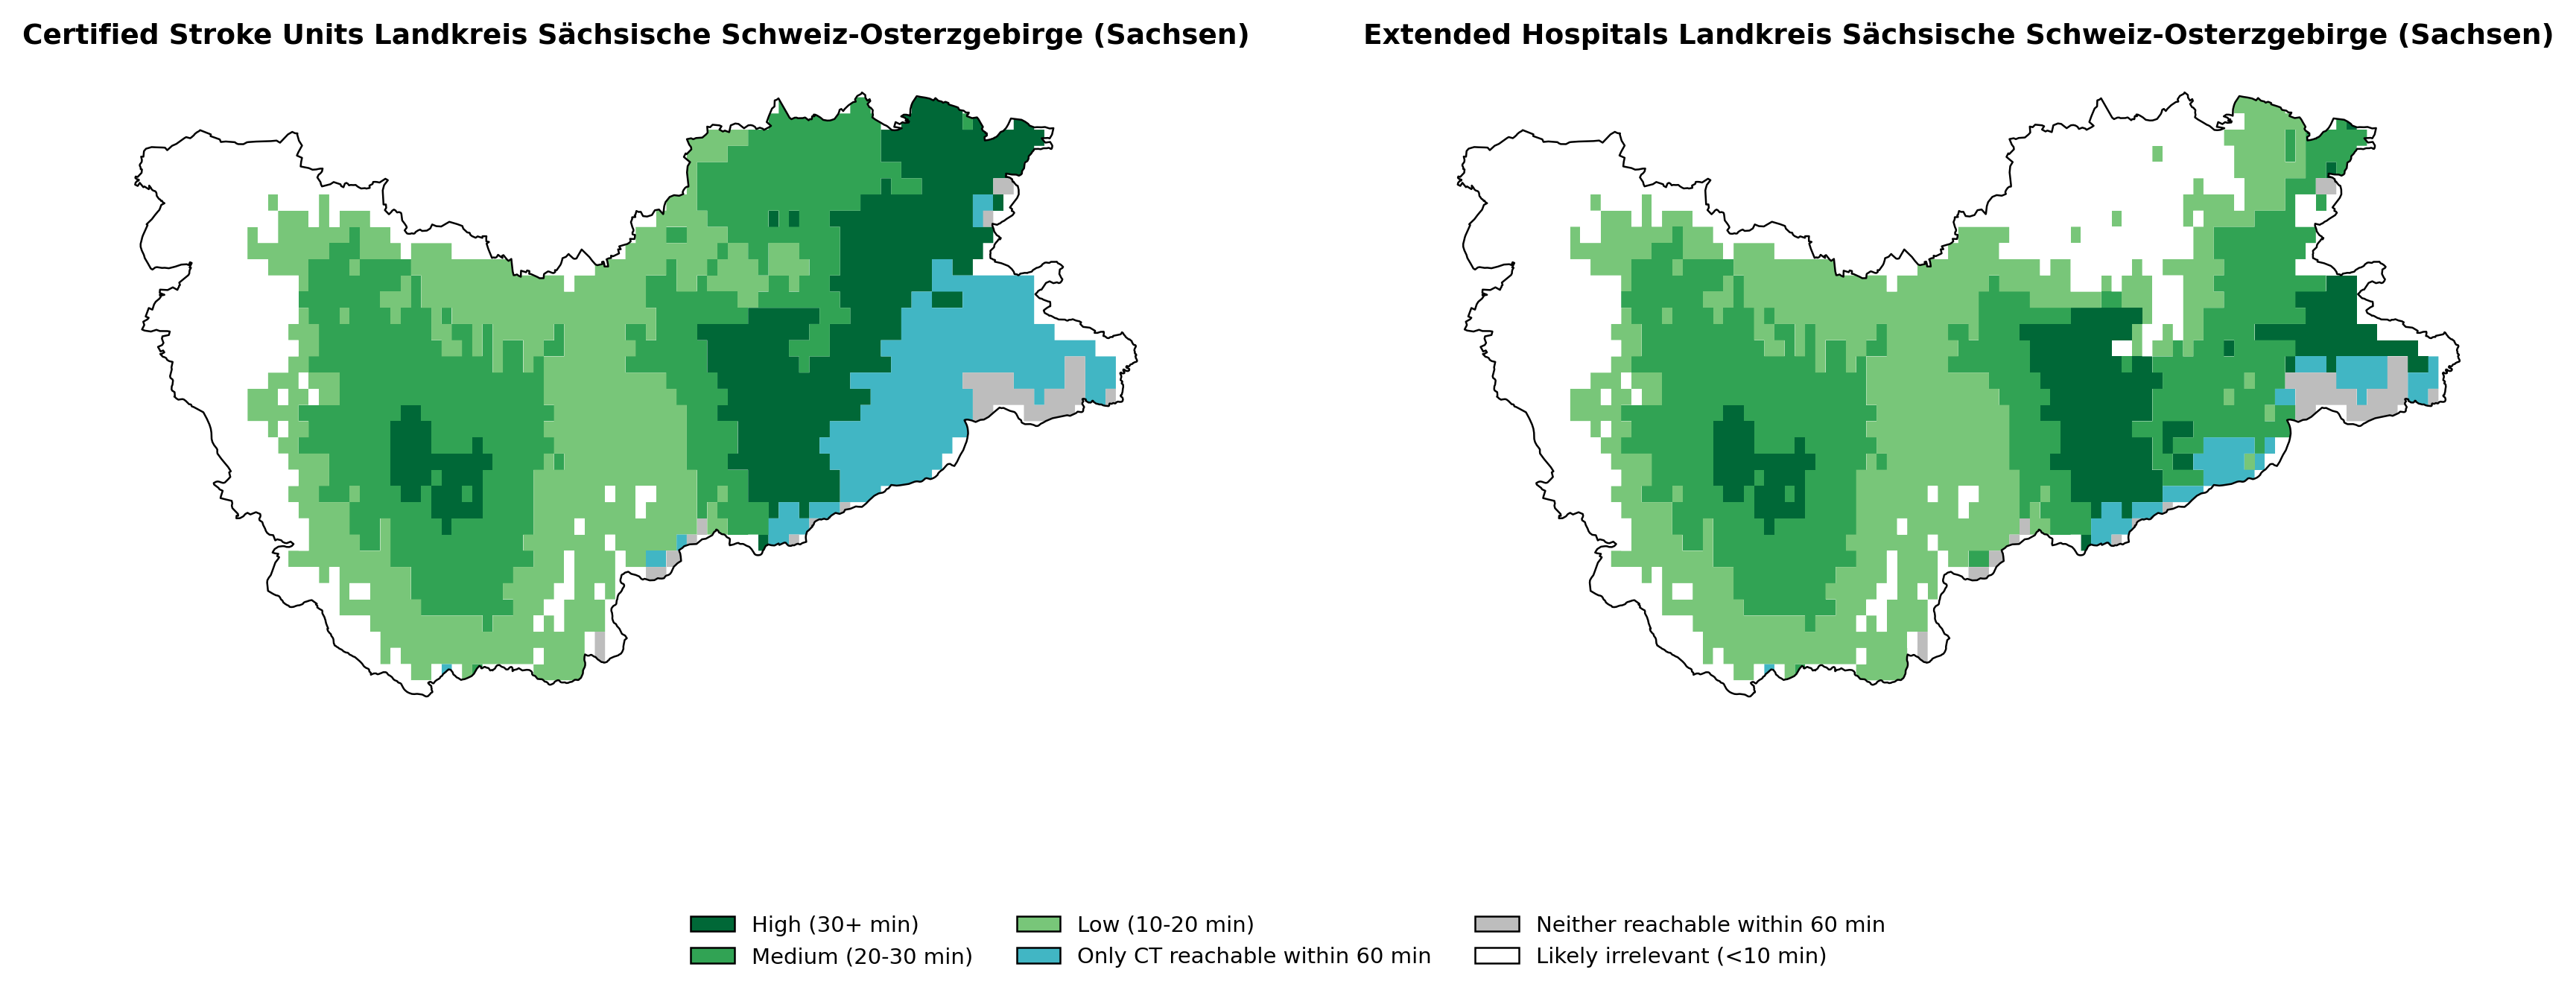 Certified Stroke Units Landkreis Sächsische Schweiz-Osterzgebirge (Sachsen)
Extended Hospitals Landkreis Sächsische Schweiz-Osterzgebirge (Sachsen)
High (30+ min)
Medium (20-30 min)
Low (10-20 min)
Only CT reachable within 60 min
Neither reachable within 60 min
Likely irrelevant (<10 min)